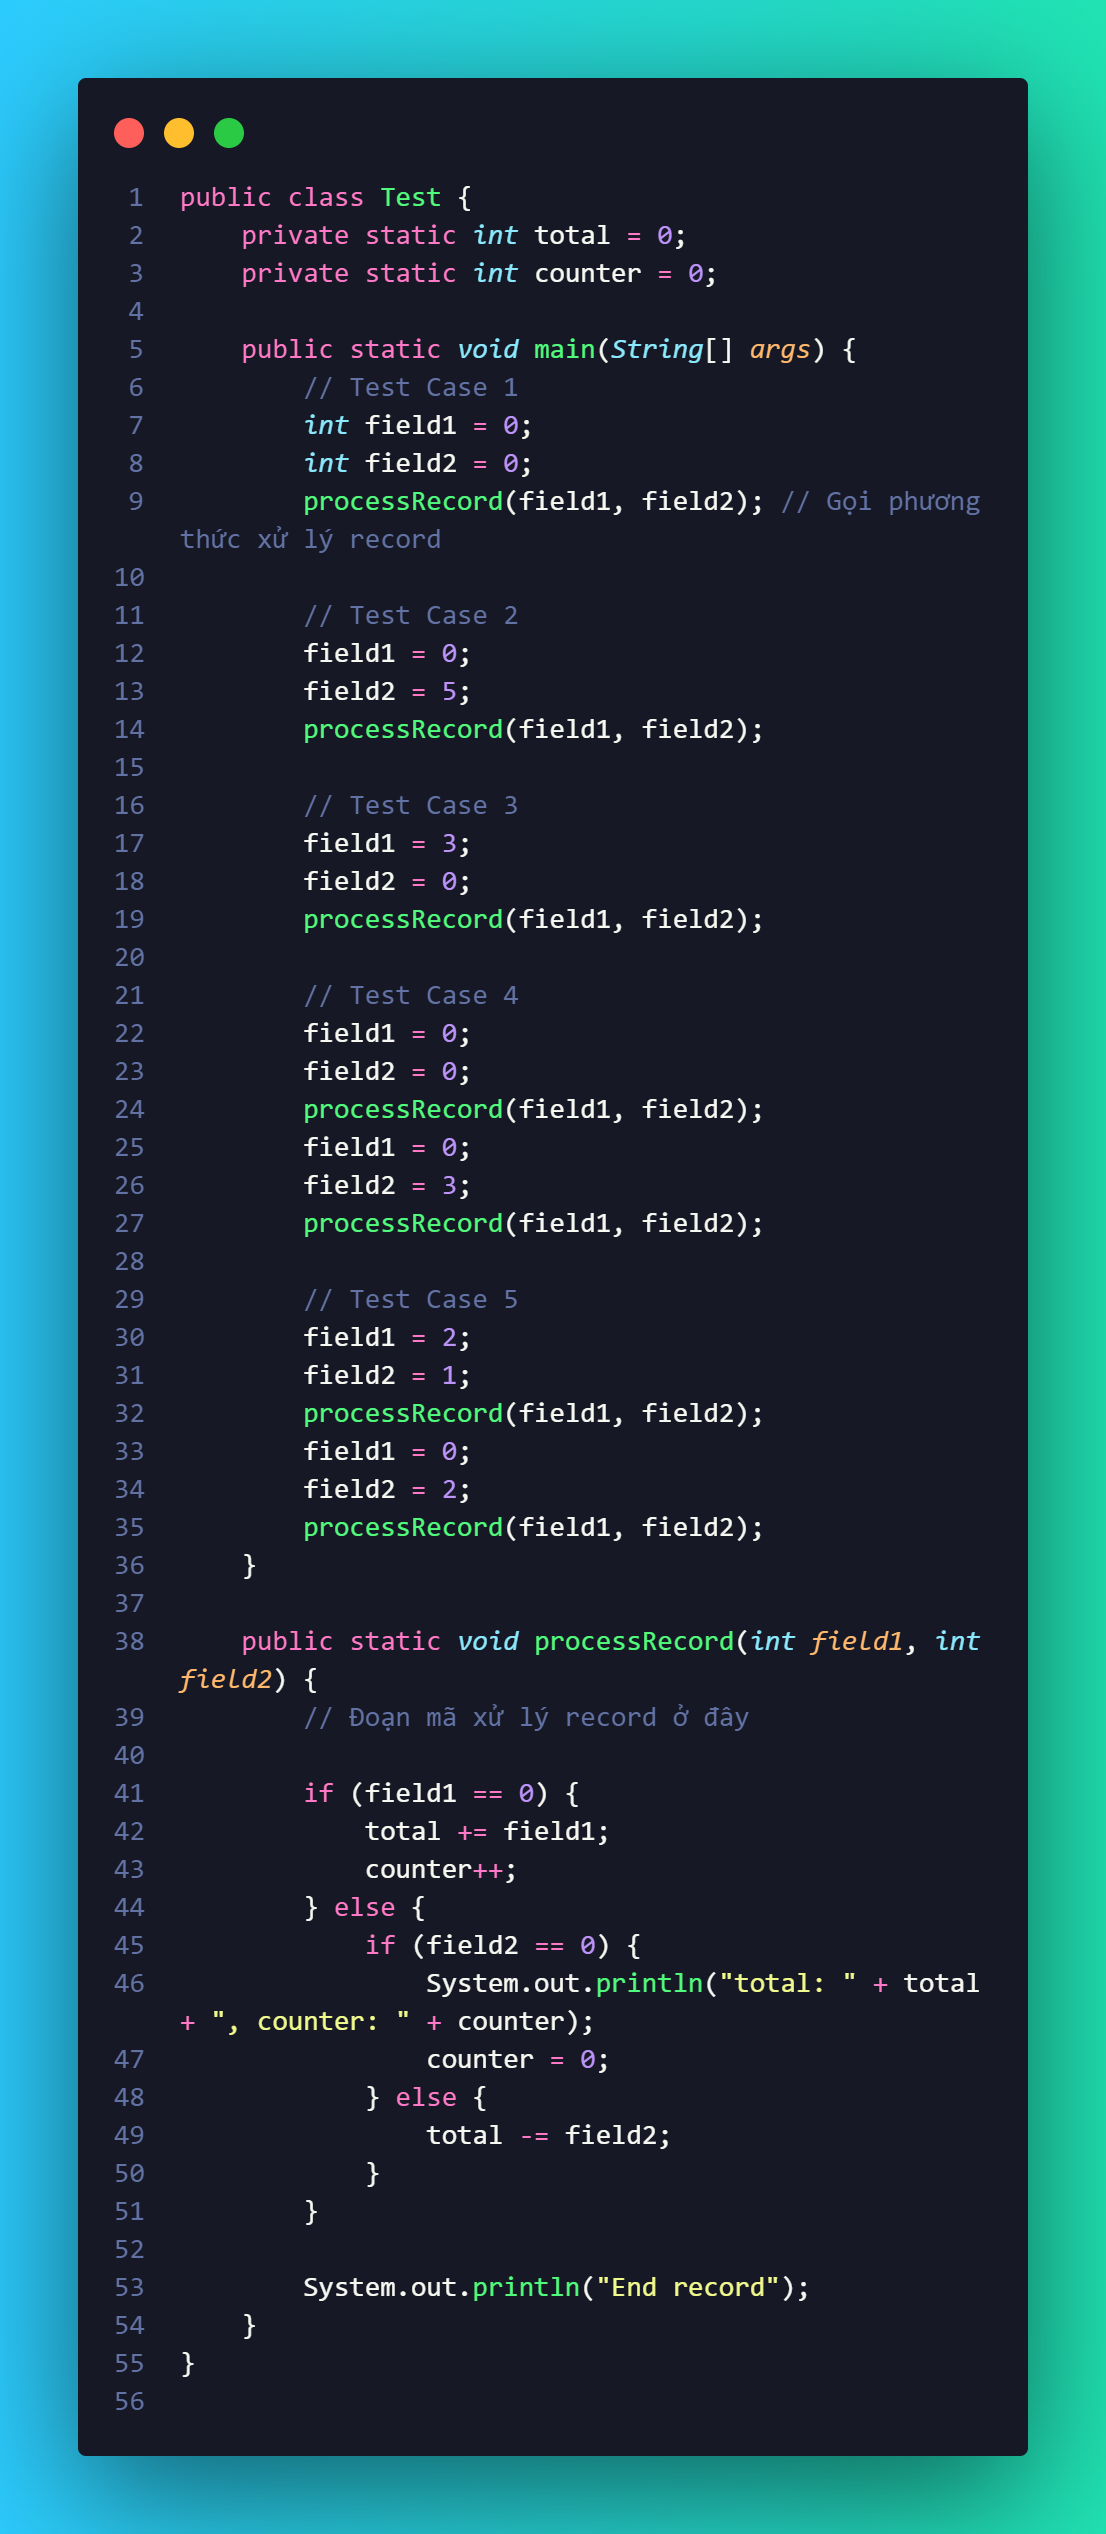 1 public class Test {
2     private static int total = 0;
3     private static int counter = 0;
4
5     public static void main(String[] args) {
6         // Test Case 1
7         int field1 = 0;
8         int field2 = 0;
9         processRecord(field1, field2); // Gọi phương
thức xử lý record
10
11         // Test Case 2
12         field1 = 0;
13         field2 = 5;
14         processRecord(field1, field2);
15
16         // Test Case 3
17         field1 = 3;
18         field2 = 0;
19         processRecord(field1, field2);
20
21         // Test Case 4
22         field1 = 0;
23         field2 = 0;
24         processRecord(field1, field2);
25         field1 = 0;
26         field2 = 3;
27         processRecord(field1, field2);
28
29         // Test Case 5
30         field1 = 2;
31         field2 = 1;
32         processRecord(field1, field2);
33         field1 = 0;
34         field2 = 2;
35         processRecord(field1, field2);
36     }
37
38     public static void processRecord(int field1, int
field2) {
39         // Đoạn mã xử lý record ở đây
40
41         if (field1 == 0) {
42             total += field1;
43             counter++;
44         } else {
45             if (field2 == 0) {
46                 System.out.println("total: " + total
+ ", counter: " + counter);
47                 counter = 0;
48             } else {
49                 total -= field2;
50             }
51         }
52
53         System.out.println("End record");
54     }
55 }
56